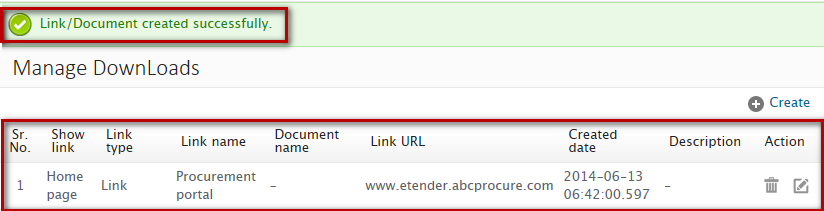 Link/Document created successfully.
Manage DownLoads
Create
Sr. No. Show link Link type Link name Document name Link URL Created date Description Action
1 Home page Link Procurement portal – www.etender.abcprocure.com 2014-06-13 06:42:00.597 –